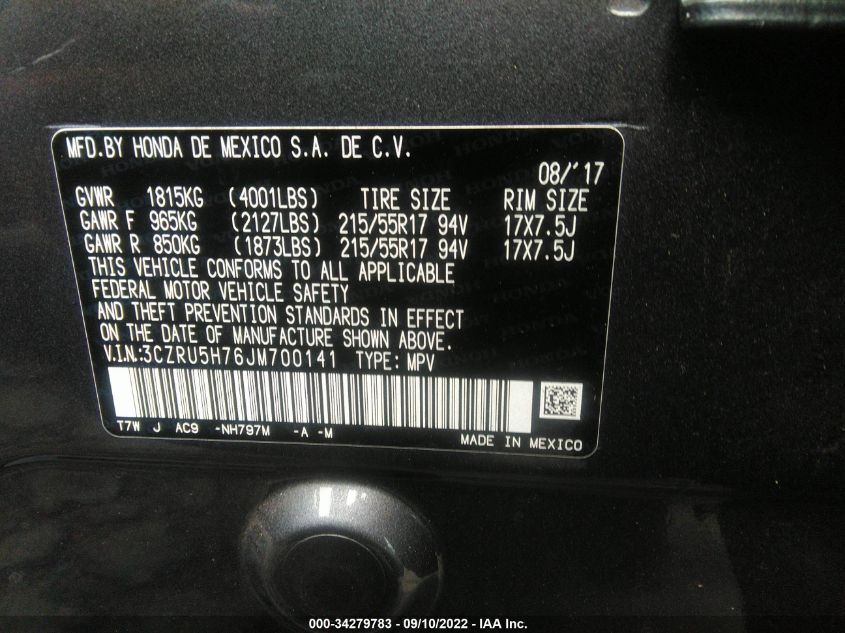 MFD.BY HONDA DE MEXICO S.A. DE C.V.
08/'17
GVWR 1815KG (4001LBS) TIRE SIZE RIM SIZE
GAWR F 965KG (2127LBS) 215/55R17 94V 17X7.5J
GAWR R 850KG (1873LBS) 215/55R17 94V 17X7.5J
THIS VEHICLE CONFORMS TO ALL APPLICABLE
FEDERAL MOTOR VEHICLE SAFETY
AND THEFT PREVENTION STANDARDS IN EFFECT
ON THE DATE OF MANUFACTURE SHOWN ABOVE.
V.I.N.:3CZRU5H76JM700141 TYPE: MPV
T7W J AC9 -NH797M -A -M
MADE IN MEXICO
000-34279783 - 09/10/2022 - IAA Inc.